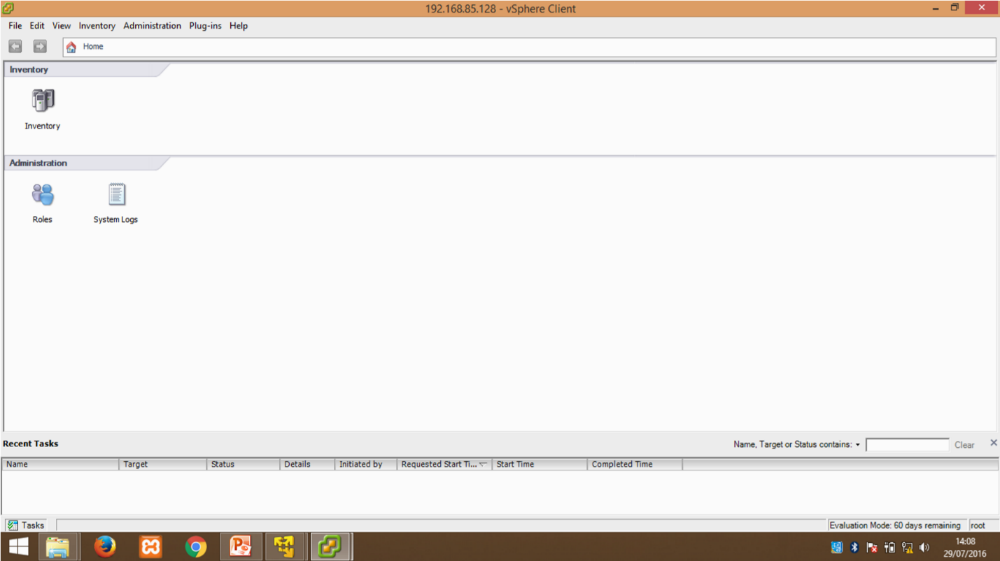 192.168.85.128 - vSphere Client
File Edit View Inventory Administration Plug-ins Help
Home
Inventory
Inventory
Administration
Roles System Logs
Recent Tasks Name, Target or Status contains: Clear
Name Target Status Details Initiated by Requested Start Ti... Start Time Completed Time
Tasks Evaluation Mode: 60 days remaining root
14:08
29/07/2016